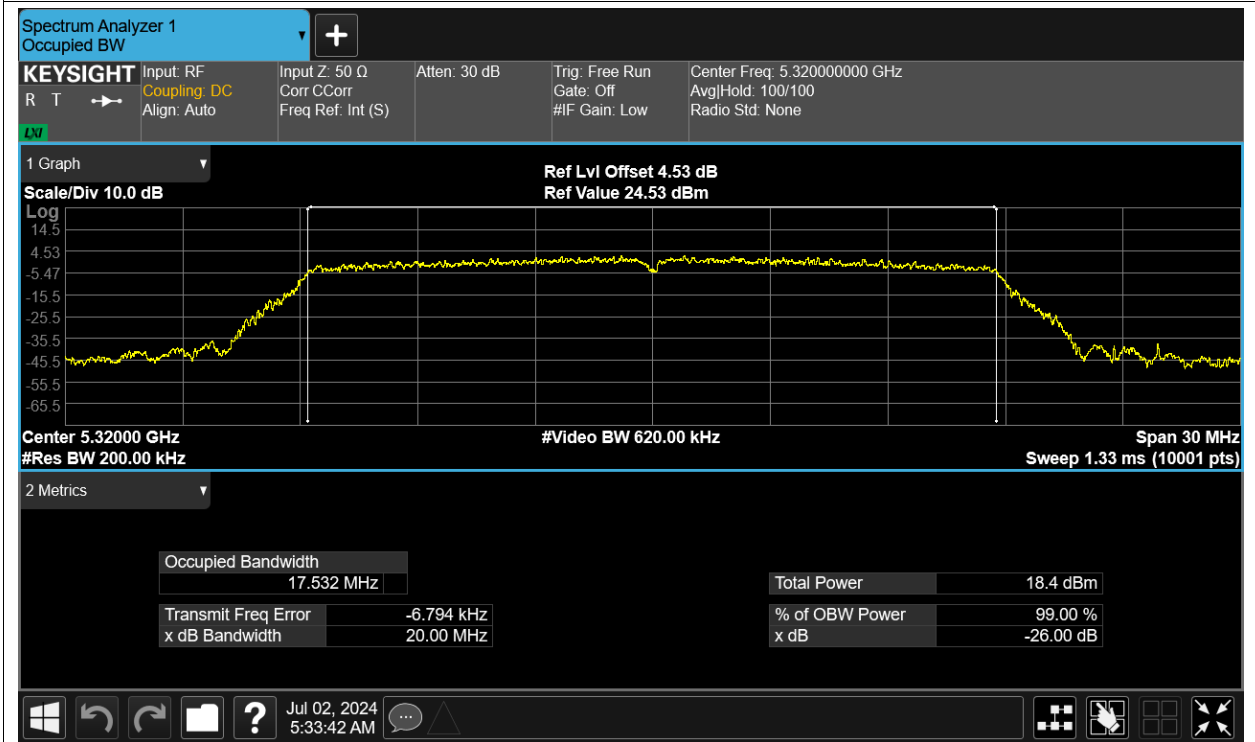 Spectrum Analyzer 1
Occupied BW
KEYSIGHT Input: RF Input Z: 50 Ω Atten: 30 dB Trig: Free Run Center Freq: 5.320000000 GHz
R T Coupling: DC Corr CCorr Gate: Off Avg|Hold: 100/100
Align: Auto Freq Ref: Int (S) #IF Gain: Low Radio Std: None
LXI
1 Graph Ref Lvl Offset 4.53 dB
Scale/Div 10.0 dB Ref Value 24.53 dBm
Log
14.5
4.53
-5.47
-15.5
-25.5
-35.5
-45.5
-55.5
-65.5
Center 5.32000 GHz #Video BW 620.00 kHz Span 30 MHz
#Res BW 200.00 kHz Sweep 1.33 ms (10001 pts)
2 Metrics
Occupied Bandwidth
17.532 MHz Total Power 18.4 dBm
Transmit Freq Error -6.794 kHz % of OBW Power 99.00 %
x dB Bandwidth 20.00 MHz x dB -26.00 dB
? Jul 02, 2024
5:33:42 AM